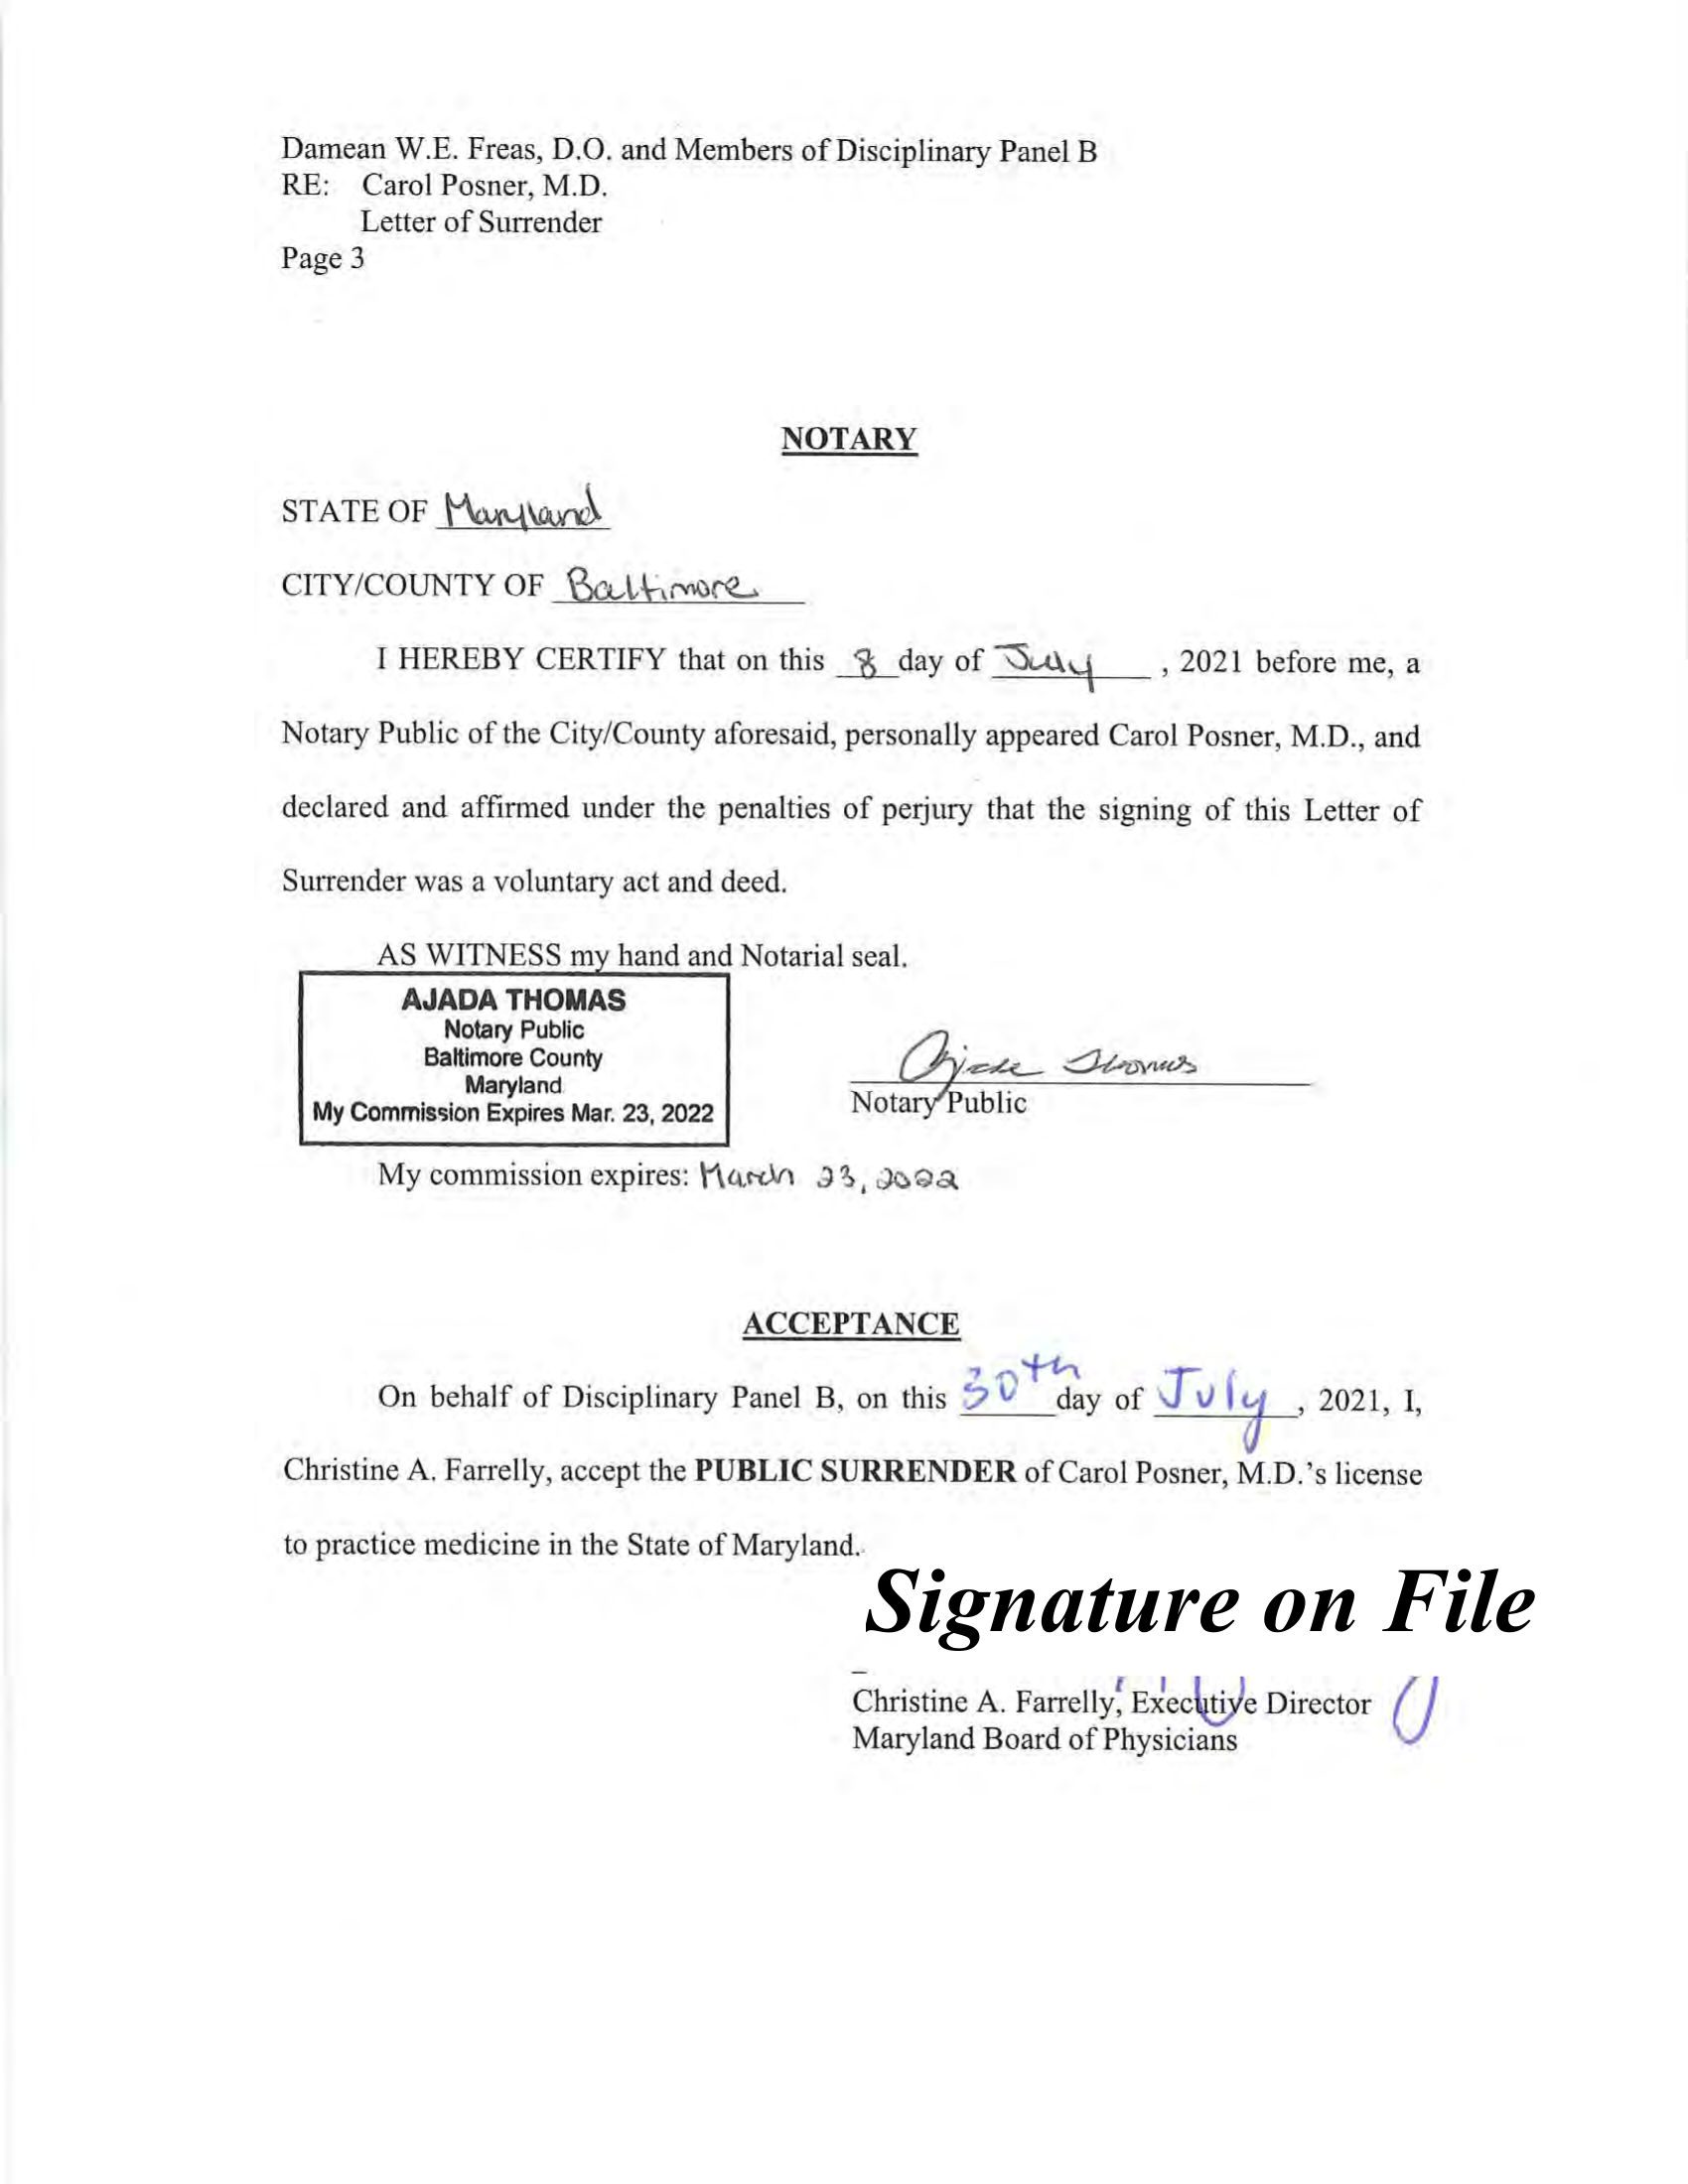 Damean W.E. Freas, D.O. and Members of Disciplinary Panel B
RE: Carol Posner, M.D.
Letter of Surrender
Page 3
NOTARY
STATE OF Maryland
CITY/COUNTY OF Baltimore
I HEREBY CERTIFY that on this 8 day of July, 2021 before me, a
Notary Public of the City/County aforesaid, personally appeared Carol Posner, M.D., and
declared and affirmed under the penalties of perjury that the signing of this Letter of
Surrender was a voluntary act and deed.
AS WITNESS my hand and Notarial seal.
AJADA THOMAS
Notary Public
Baltimore County
Maryland
My Commission Expires Mar. 23, 2022
Ajada Thomas
Notary Public
My commission expires: March 23, 2022
ACCEPTANCE
On behalf of Disciplinary Panel B, on this 30th day of July, 2021, I,
Christine A. Farrelly, accept the PUBLIC SURRENDER of Carol Posner, M.D.'s license
to practice medicine in the State of Maryland.
Signature on File
Christine A. Farrelly, Executive Director
Maryland Board of Physicians